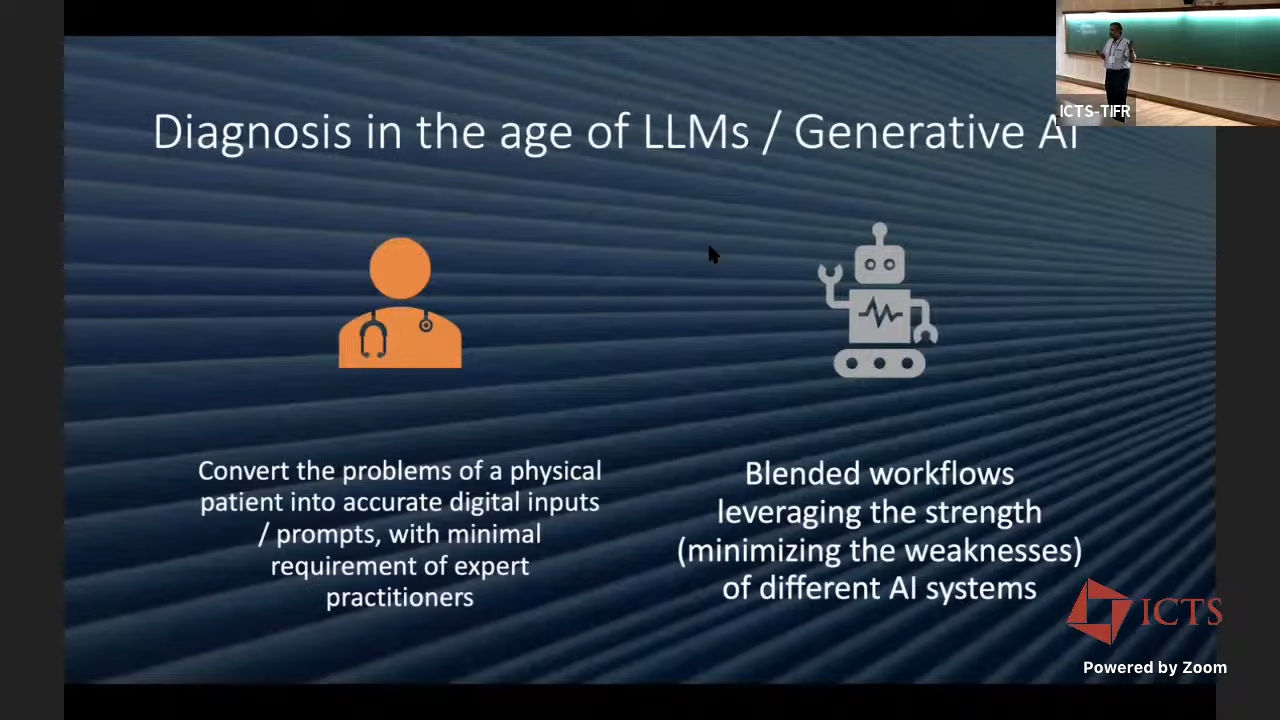 Diagnosis in the age of LLMs / Generative AI
ICTS-TIFR
Convert the problems of a physical
patient into accurate digital inputs
/ prompts, with minimal
requirement of expert
practitioners
Blended workflows
leveraging the strength
(minimizing the weaknesses)
of different AI systems
ICTS
Powered by Zoom